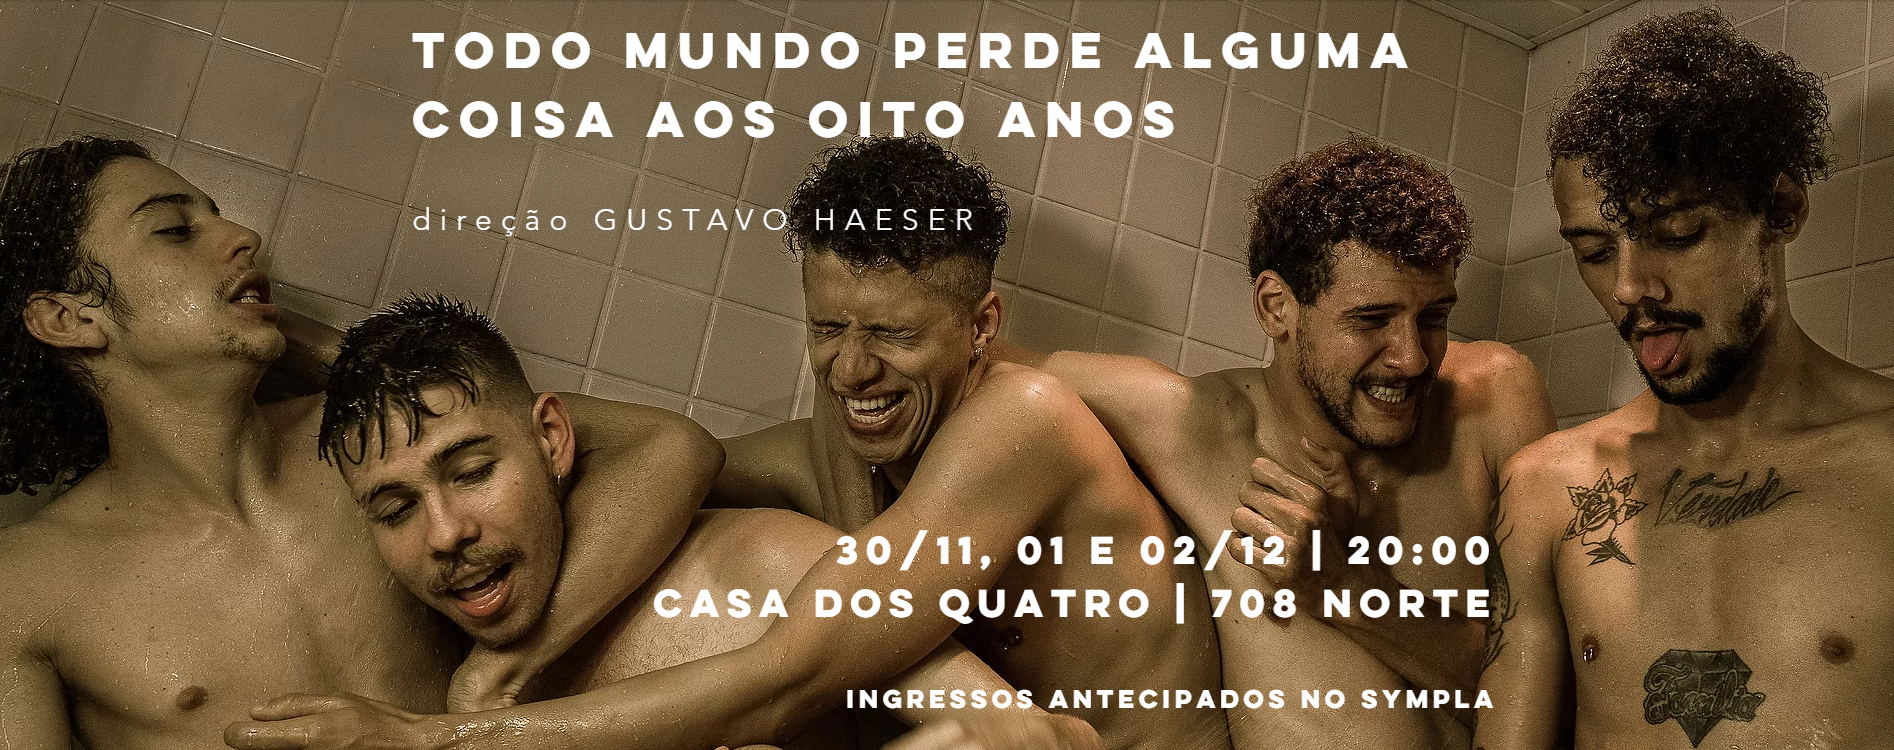 TODO MUNDO PERDE ALGUMA
COISA AOS OITO ANOS
direção GUSTAVO HAESER
Verdade
30/11, 01 E 02/12 | 20:00
CASA DOS QUATRO | 708 NORTE
Família
INGRESSOS ANTECIPADOS NO SYMPLA